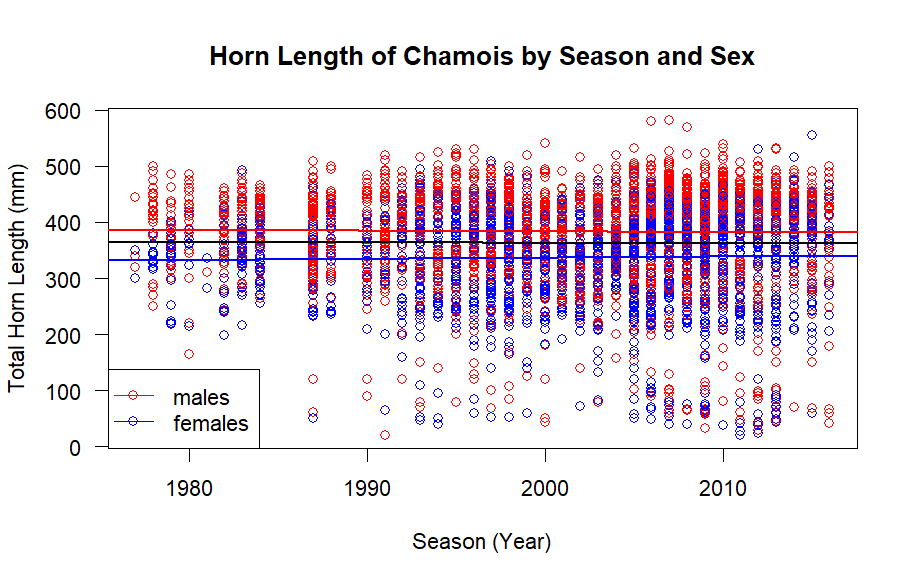 Horn Length of Chamois by Season and Sex
Total Horn Length (mm)
600
500
400
300
200
100
0
males
females
1980
1990
2000
2010
Season (Year)